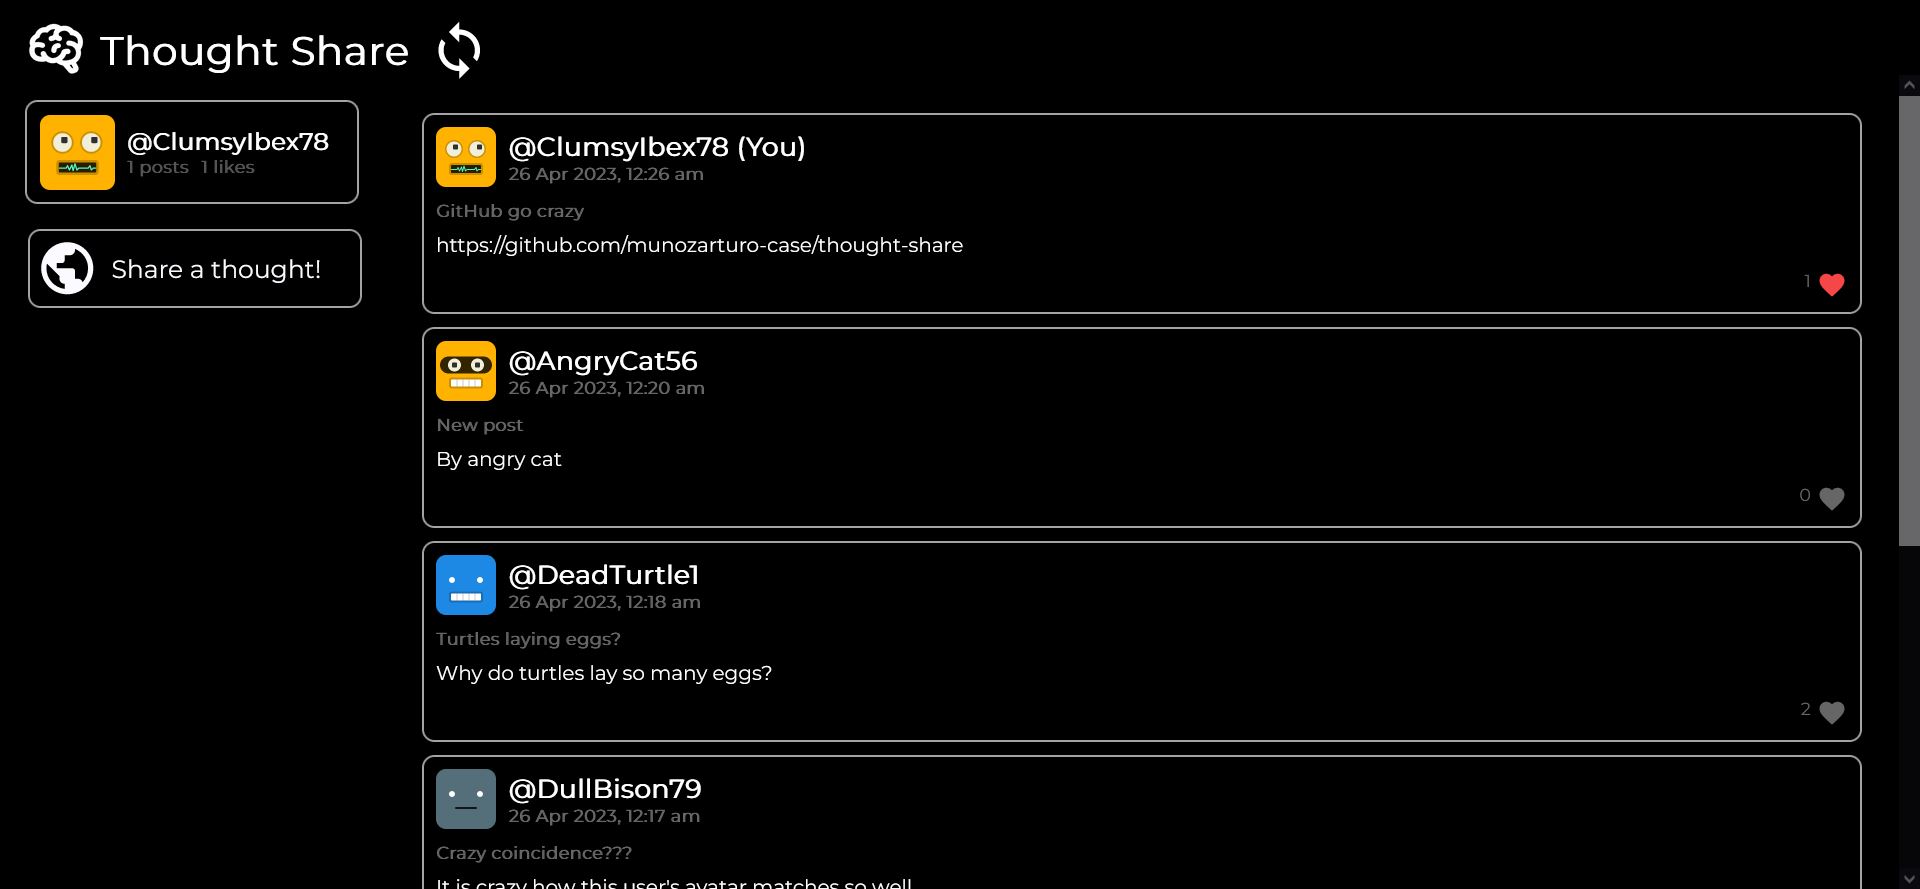 Thought Share
@ClumsyIbex78
1 posts 1 likes
Share a thought!
@ClumsyIbex78 (You)
26 Apr 2023, 12:26 am
GitHub go crazy
https://github.com/munozarturo-case/thought-share
1
@AngryCat56
26 Apr 2023, 12:20 am
New post
By angry cat
0
@DeadTurtle1
26 Apr 2023, 12:18 am
Turtles laying eggs?
Why do turtles lay so many eggs?
2
@DullBison79
26 Apr 2023, 12:17 am
Crazy coincidence???
It is crazy how this user's avatar matches so well